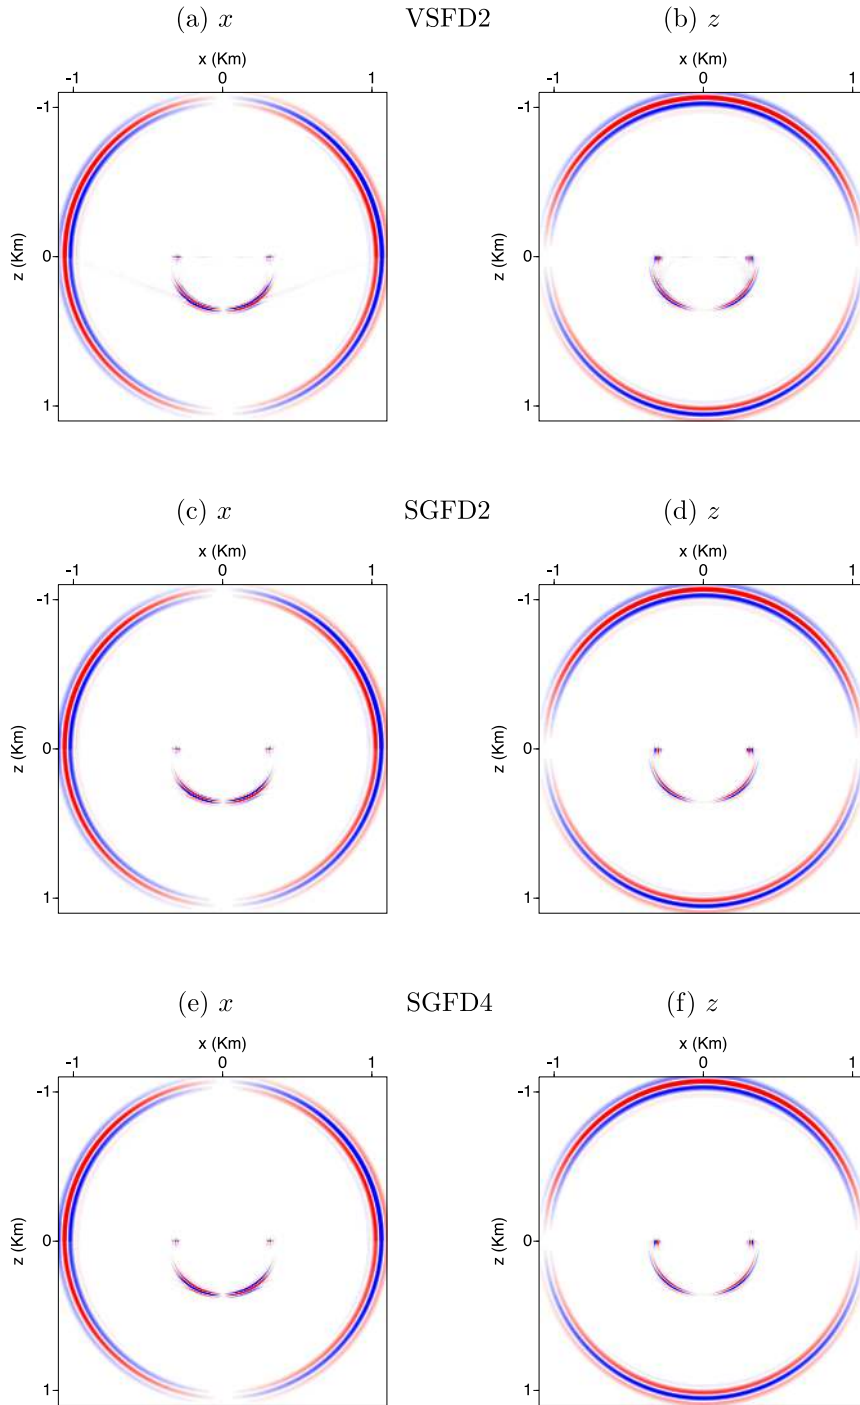 (a) x VSFD2 (b) z
x (Km) x (Km)
-1 0 1 -1 0 1
-1 -1
z (Km) 0 z (Km) 0
1 1
(c) x SGFD2 (d) z
x (Km) x (Km)
-1 0 1 -1 0 1
-1 -1
z (Km) 0 z (Km) 0
1 1
(e) x SGFD4 (f) z
x (Km) x (Km)
-1 0 1 -1 0 1
-1 -1
z (Km) 0 z (Km) 0
1 1